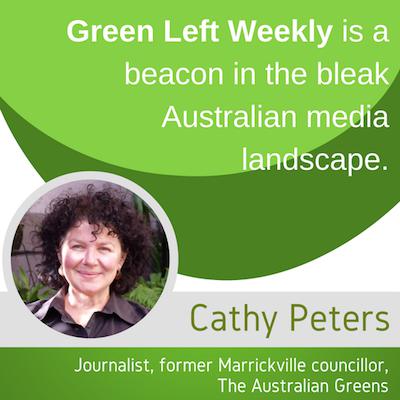 Green Left Weekly is a
beacon in the bleak
Australian media
landscape.
Cathy Peters
Journalist, former Marrickville councillor,
The Australian Greens